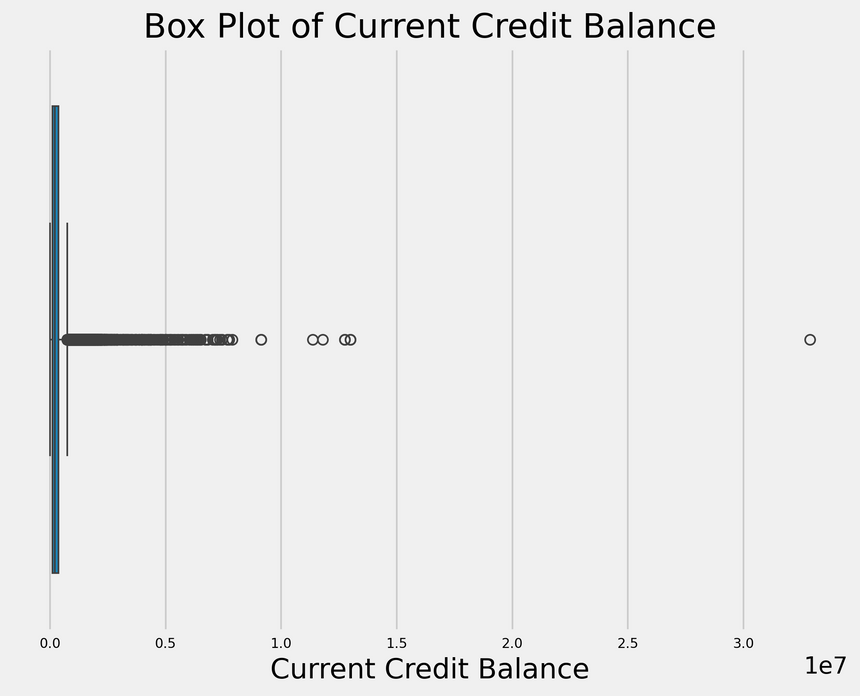 Box Plot of Current Credit Balance
0.0 0.5 1.0 1.5 2.0 2.5 3.0
Current Credit Balance
1e7